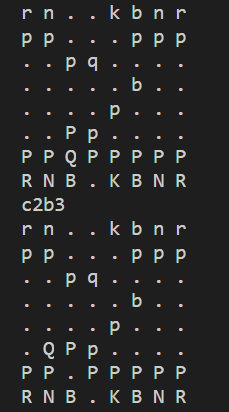 r n . . k b n r
p p . . . p p p
. . p q . . . .
. . . . . b . .
. . . . p . . .
. . P p . . . .
P P Q P P P P P
R N B . K B N R
c2b3
r n . . k b n r
p p . . . p p p
. . p q . . . .
. . . . . b . .
. . . . p . . .
. Q P p . . . .
P P . P P P P P
R N B . K B N R